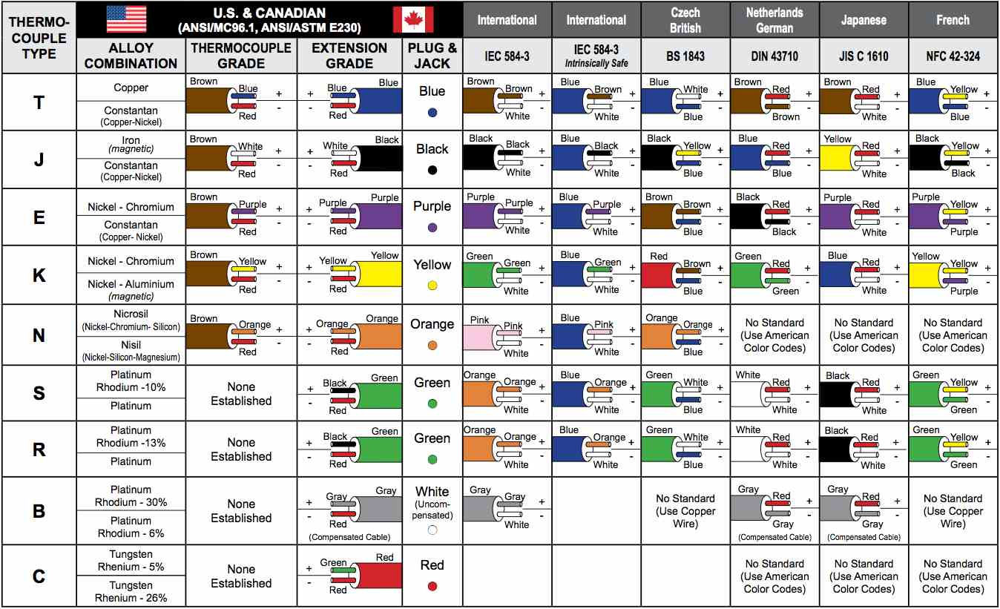 THERMO-
COUPLE
TYPE
U.S. & CANADIAN
(ANSI/MC96.1, ANSI/ASTM E230)
International
International
Czech
British
Netherlands
German
Japanese
French
ALLOY
COMBINATION
THERMOCOUPLE
GRADE
EXTENSION
GRADE
PLUG &
JACK
IEC 584-3
IEC 584-3
Intrinsically Safe
BS 1843
DIN 43710
JIS C 1610
NFC 42-324
T
Copper
Constantan
(Copper-Nickel)
Brown
Blue
+
-
Red
+
-
Blue
Blue
Red
Blue
Brown
Brown
+
-
White
Blue
Brown
+
-
White
Blue
White
+
-
Blue
Brown
Red
+
-
Brown
Brown
Red
+
-
White
Blue
Yellow
+
-
Blue
J
Iron
(magnetic)
Constantan
(Copper-Nickel)
Brown
White
+
-
Red
+
-
White
Black
Red
Black
Black
Black
+
-
White
Blue
Black
+
-
White
Black
Yellow
+
-
Blue
Blue
Red
+
-
Blue
Yellow
Red
+
-
White
Black
Yellow
+
-
Black
E
Nickel - Chromium
Constantan
(Copper- Nickel)
Brown
Purple
+
-
Red
+
-
Purple
Purple
Red
Purple
Purple
Purple
+
-
White
Blue
Purple
+
-
White
Brown
Brown
+
-
Blue
Black
Red
+
-
Black
Purple
Red
+
-
White
Purple
Yellow
+
-
Purple
K
Nickel - Chromium
Nickel - Aluminium
(magnetic)
Brown
Yellow
+
-
Red
+
-
Yellow
Yellow
Red
Yellow
Green
Green
+
-
White
Blue
Green
+
-
White
Red
Brown
+
-
Blue
Green
Red
+
-
Green
Blue
Red
+
-
White
Yellow
Yellow
+
-
Purple
N
Nicrosil
(Nickel-Chromium- Silicon)
Nisil
(Nickel-Silicon-Magnesium)
Brown
Orange
+
-
Red
+
-
Orange
Orange
Red
Orange
Pink
Pink
+
-
White
Blue
Pink
+
-
White
Orange
Orange
+
-
Blue
No Standard
(Use American
Color Codes)
No Standard
(Use American
Color Codes)
No Standard
(Use American
Color Codes)
S
Platinum
Rhodium -10%
Platinum
None
Established
+
-
Black
Green
Red
Green
Orange
Orange
+
-
White
Blue
Orange
+
-
White
Green
White
+
-
Blue
White
Red
+
-
White
Black
Red
+
-
White
Green
Yellow
+
-
Green
R
Platinum
Rhodium -13%
Platinum
None
Established
+
-
Black
Green
Red
Green
Orange
Orange
+
-
White
Blue
Orange
+
-
White
Green
White
+
-
Blue
White
Red
+
-
White
Black
Red
+
-
White
Green
Yellow
+
-
Green
B
Platinum
Rhodium - 30%
Platinum
Rhodium - 6%
None
Established
+
-
Gray
Gray
Red
(Compensated Cable)
White
(Uncom-
pensated)
Gray
Gray
+
-
White
No Standard
(Use Copper
Wire)
Gray
Red
+
-
Gray
(Compensated Cable)
Gray
Red
+
-
Gray
(Compensated Cable)
No Standard
(Use Copper
Wire)
C
Tungsten
Rhenium - 5%
Tungsten
Rhenium - 26%
None
Established
+
-
Green
Red
Red
Red
No Standard
(Use American
Color Codes)
No Standard
(Use American
Color Codes)
No Standard
(Use American
Color Codes)